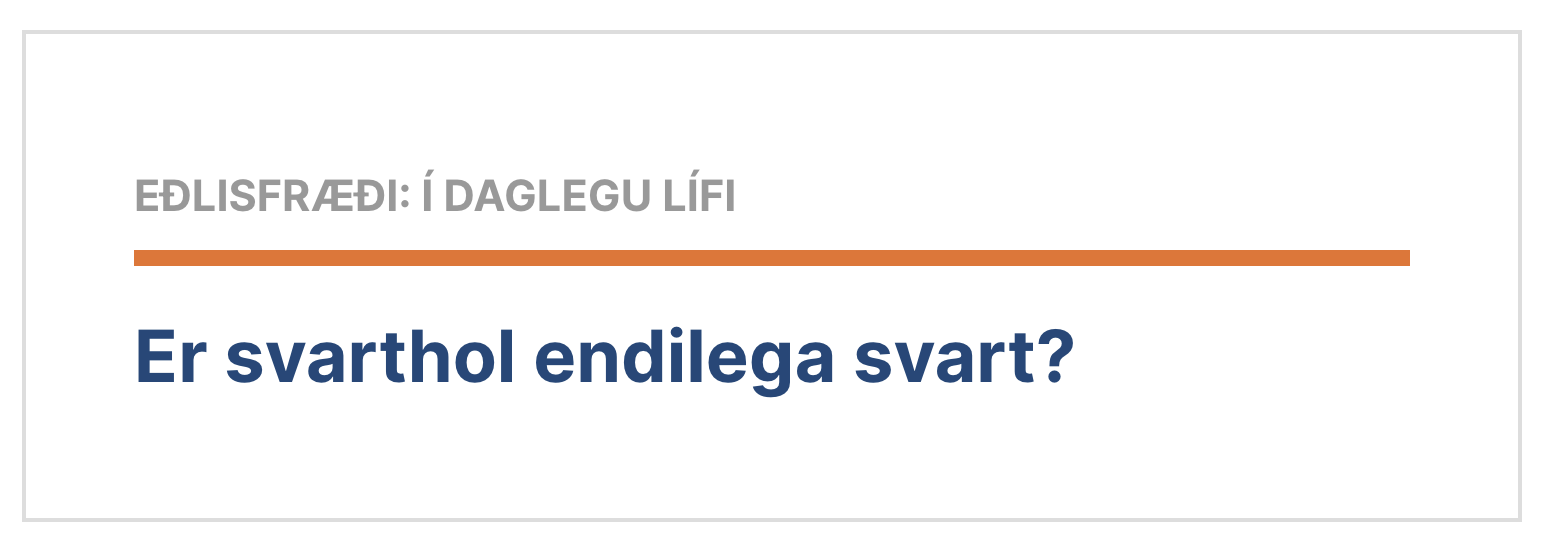 EÐLISFRÆÐI: Í DAGLEGU LÍFI
Er svarthol endilega svart?